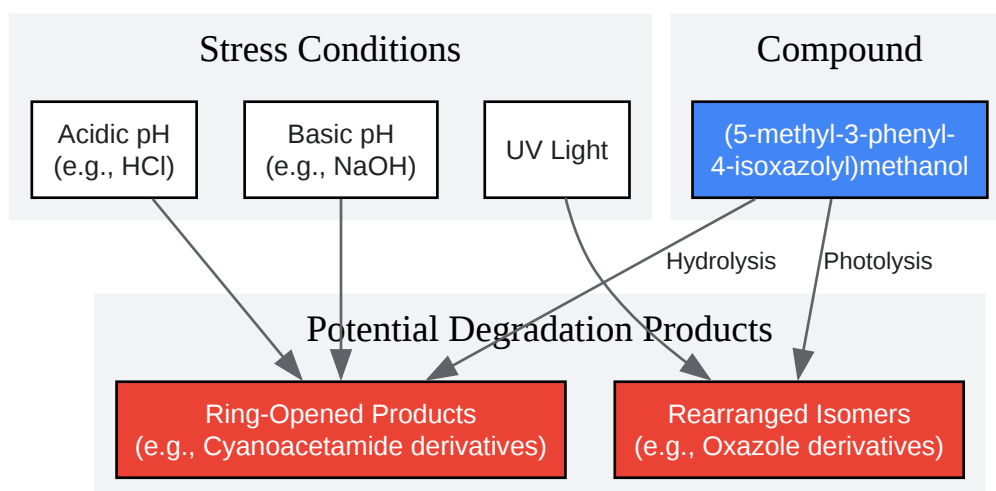 Stress Conditions
Compound
Acidic pH
(e.g., HCl)
Basic pH
(e.g., NaOH)
UV Light
(5-methyl-3-phenyl-
4-isoxazolyl)methanol
Hydrolysis
Photolysis
Potential Degradation Products
Ring-Opened Products
(e.g., Cyanoacetamide derivatives)
Rearranged Isomers
(e.g., Oxazole derivatives)